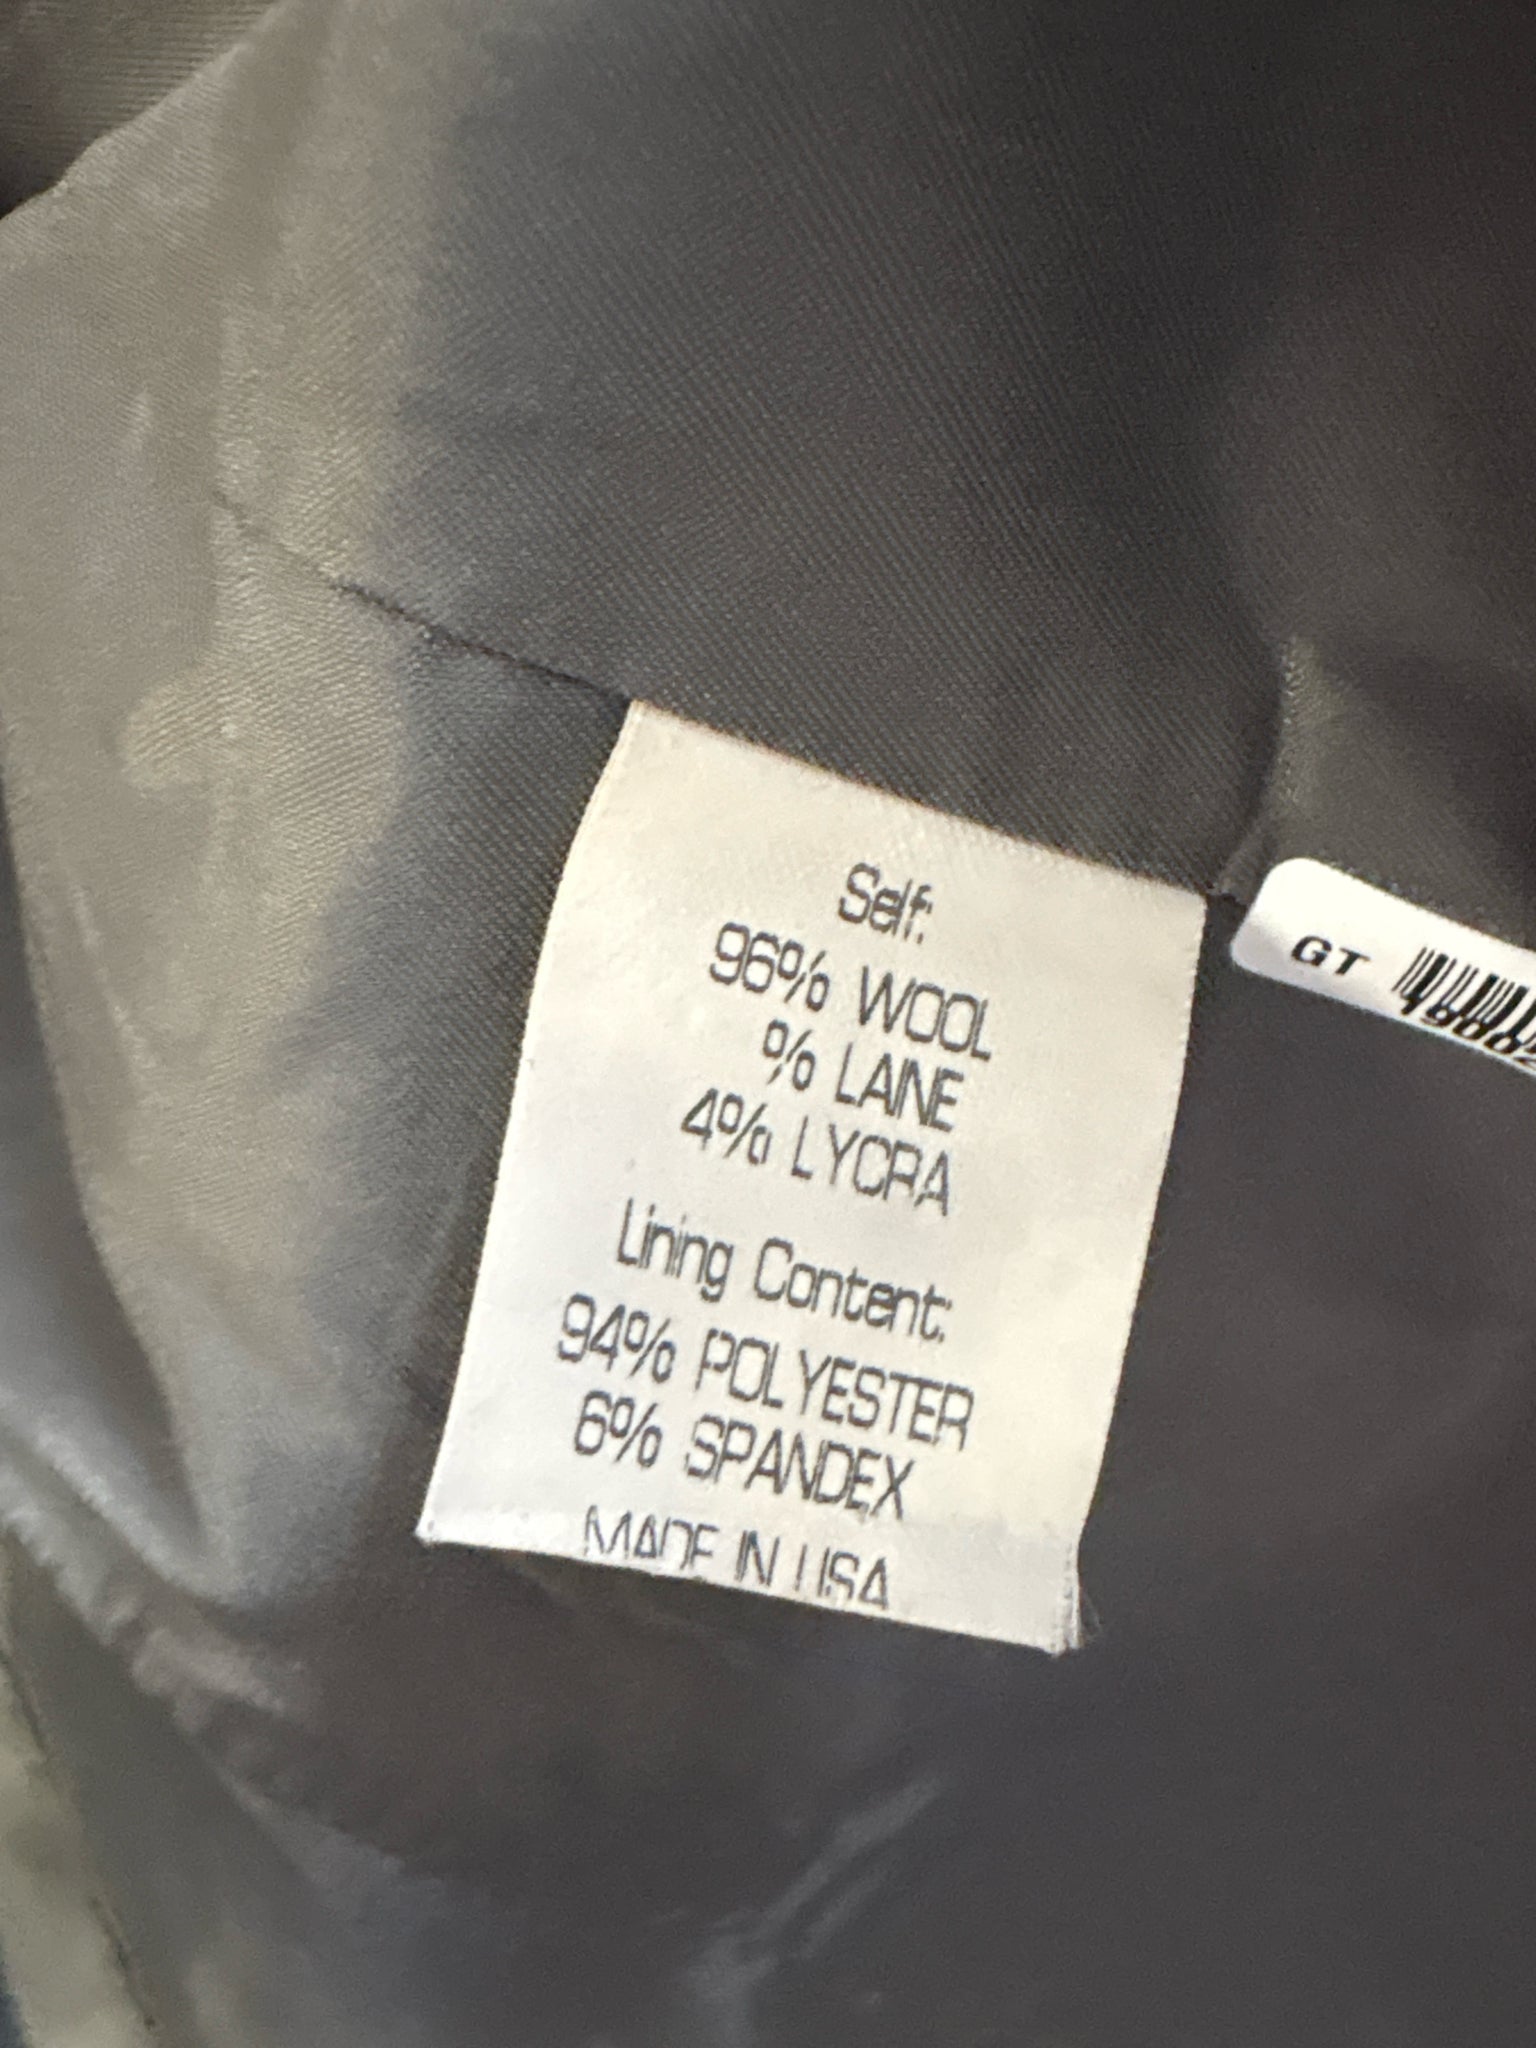 Self:
96% WOOL
% LAINE
4% LYCRA
Lining Content:
94% POLYESTER
6% SPANDEX
MADE IN USA
GT